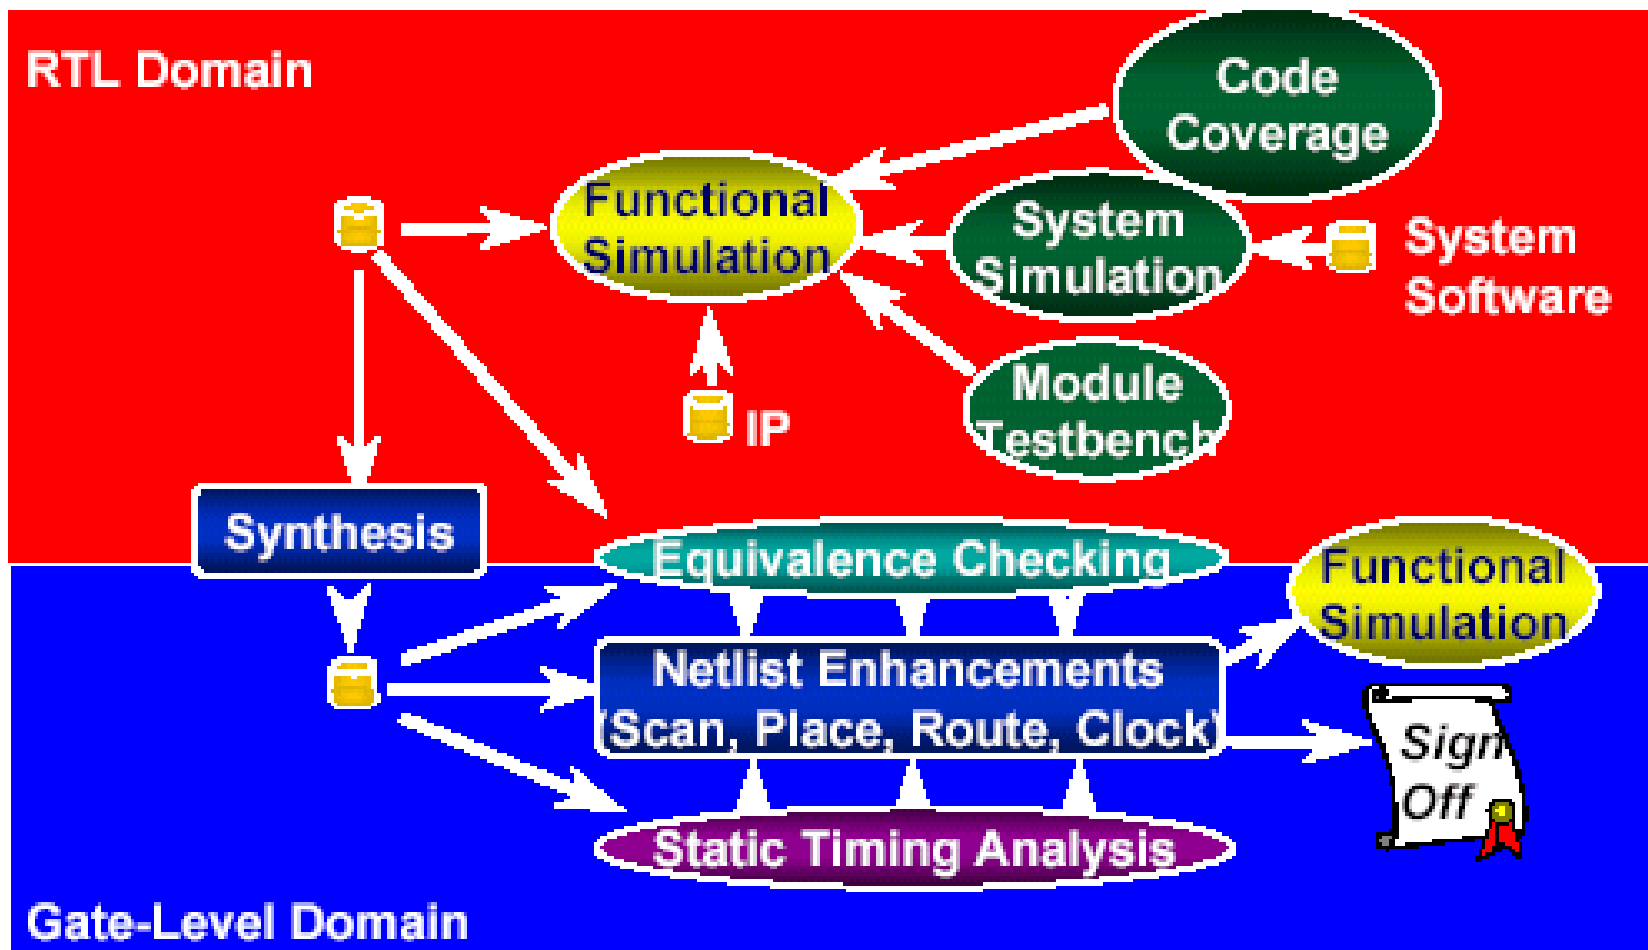 RTL Domain
Code
Coverage
Functional
Simulation
System
Simulation
System
Software
Module
Testbench
IP
Synthesis
Equivalence Checking
Functional
Simulation
Netlist Enhancements
(Scan, Place, Route, Clock)
Sign
Off
Static Timing Analysis
Gate-Level Domain